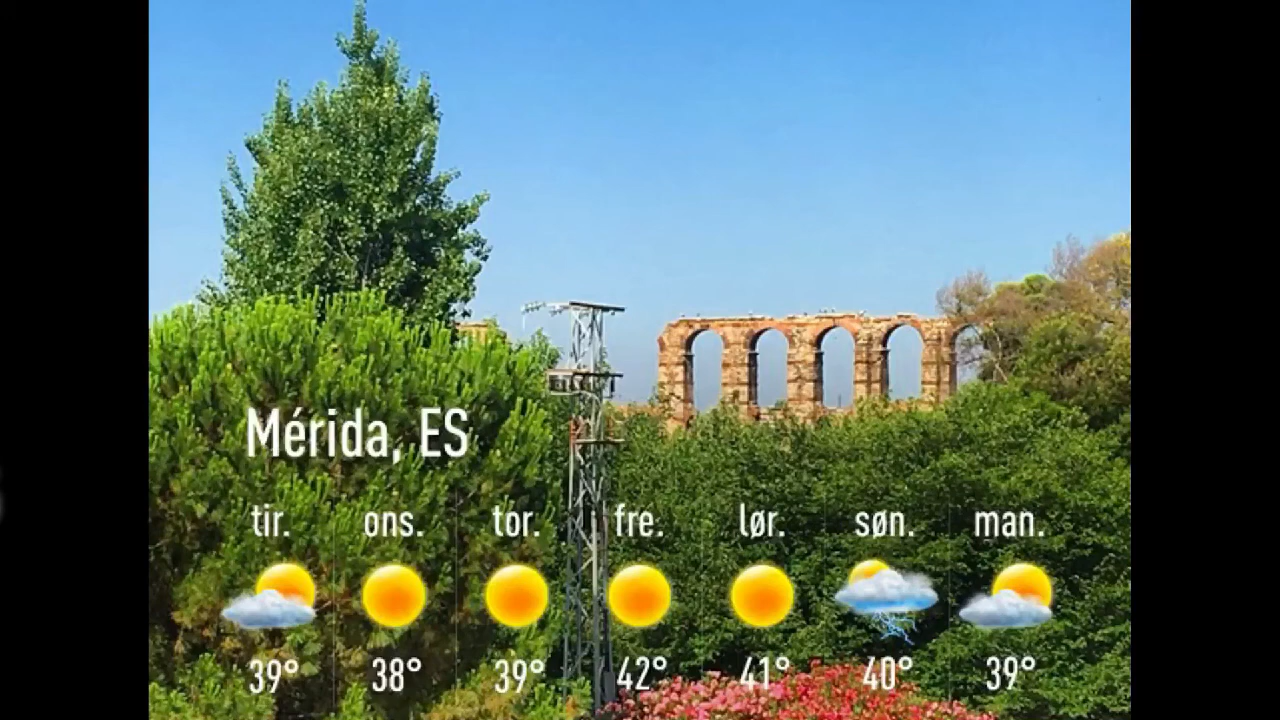 Mérida, ES
tir. ons. tor. fre. lør. søn. man.
39° 38° 39° 42° 41° 40° 39°